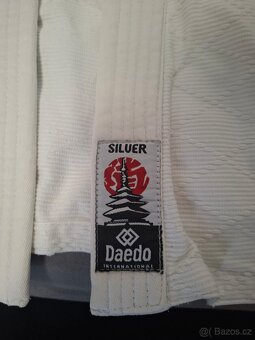 SILVER
Daedo
INTERNATIONAL
© Bazos.cz